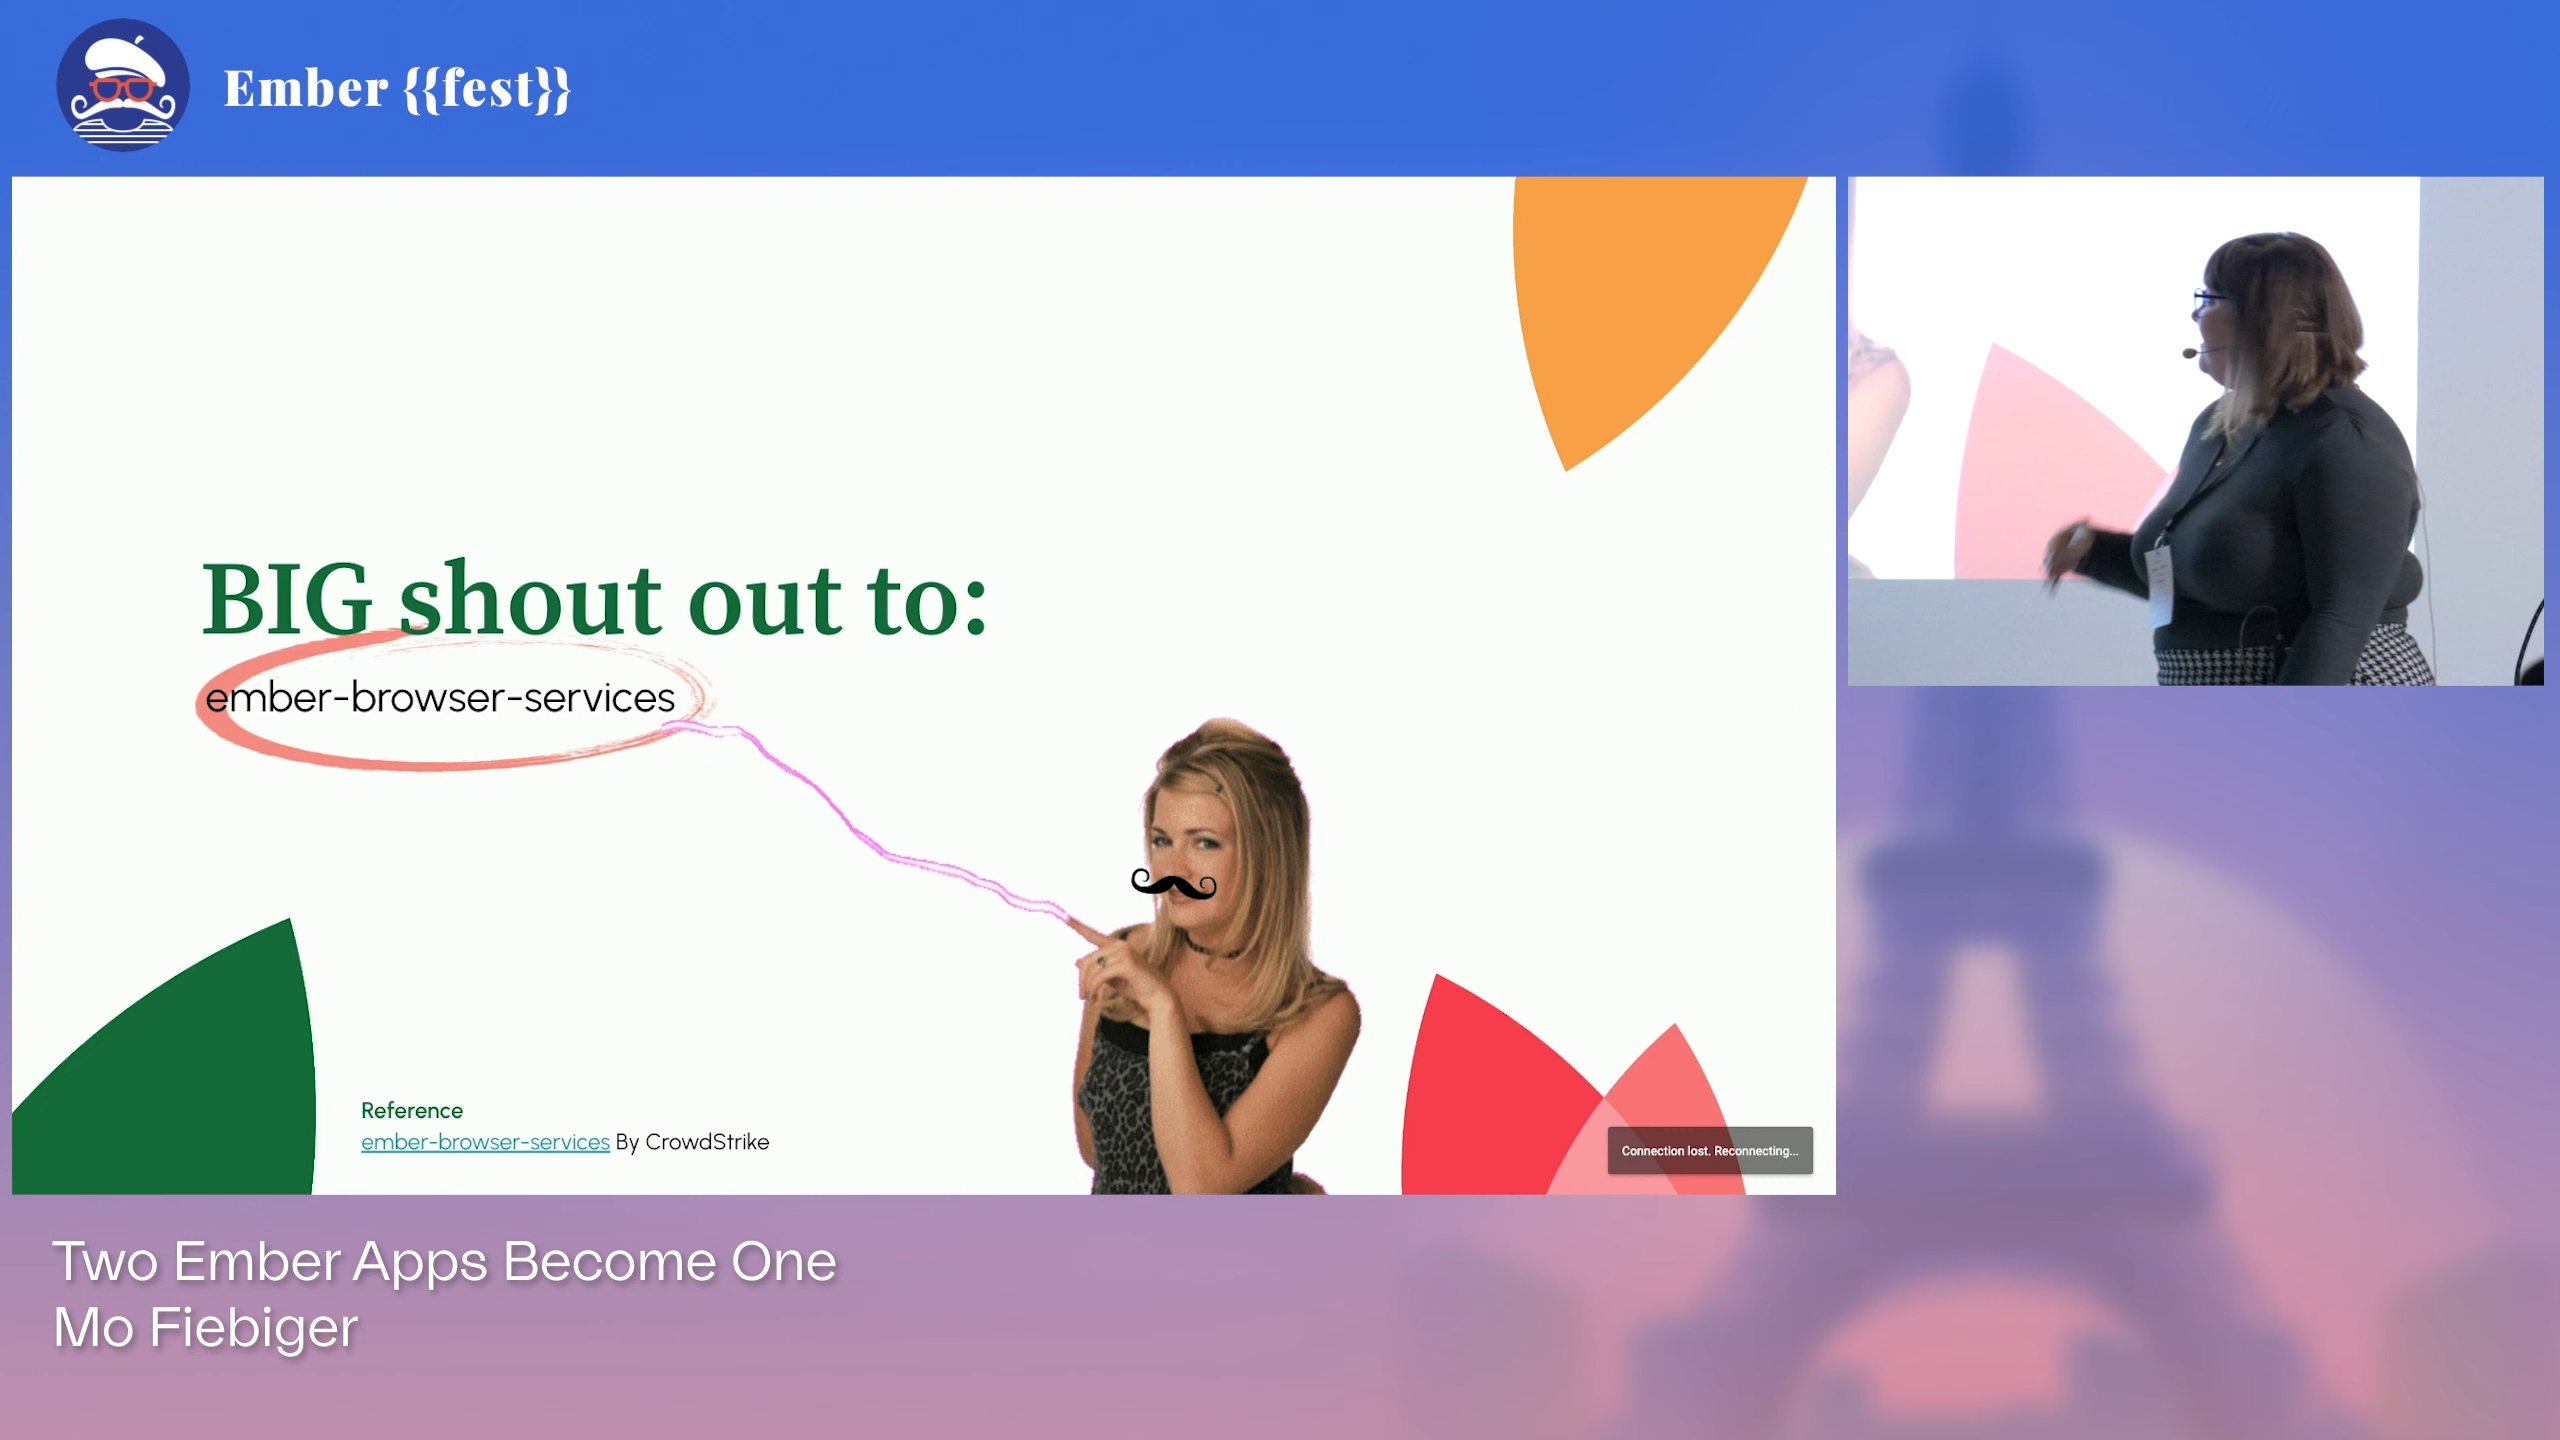 Ember {{fest}}
BIG shout out to:
ember-browser-services
Reference
ember-browser-services By CrowdStrike
Connection lost. Reconnecting...
Two Ember Apps Become One
Mo Fiebiger